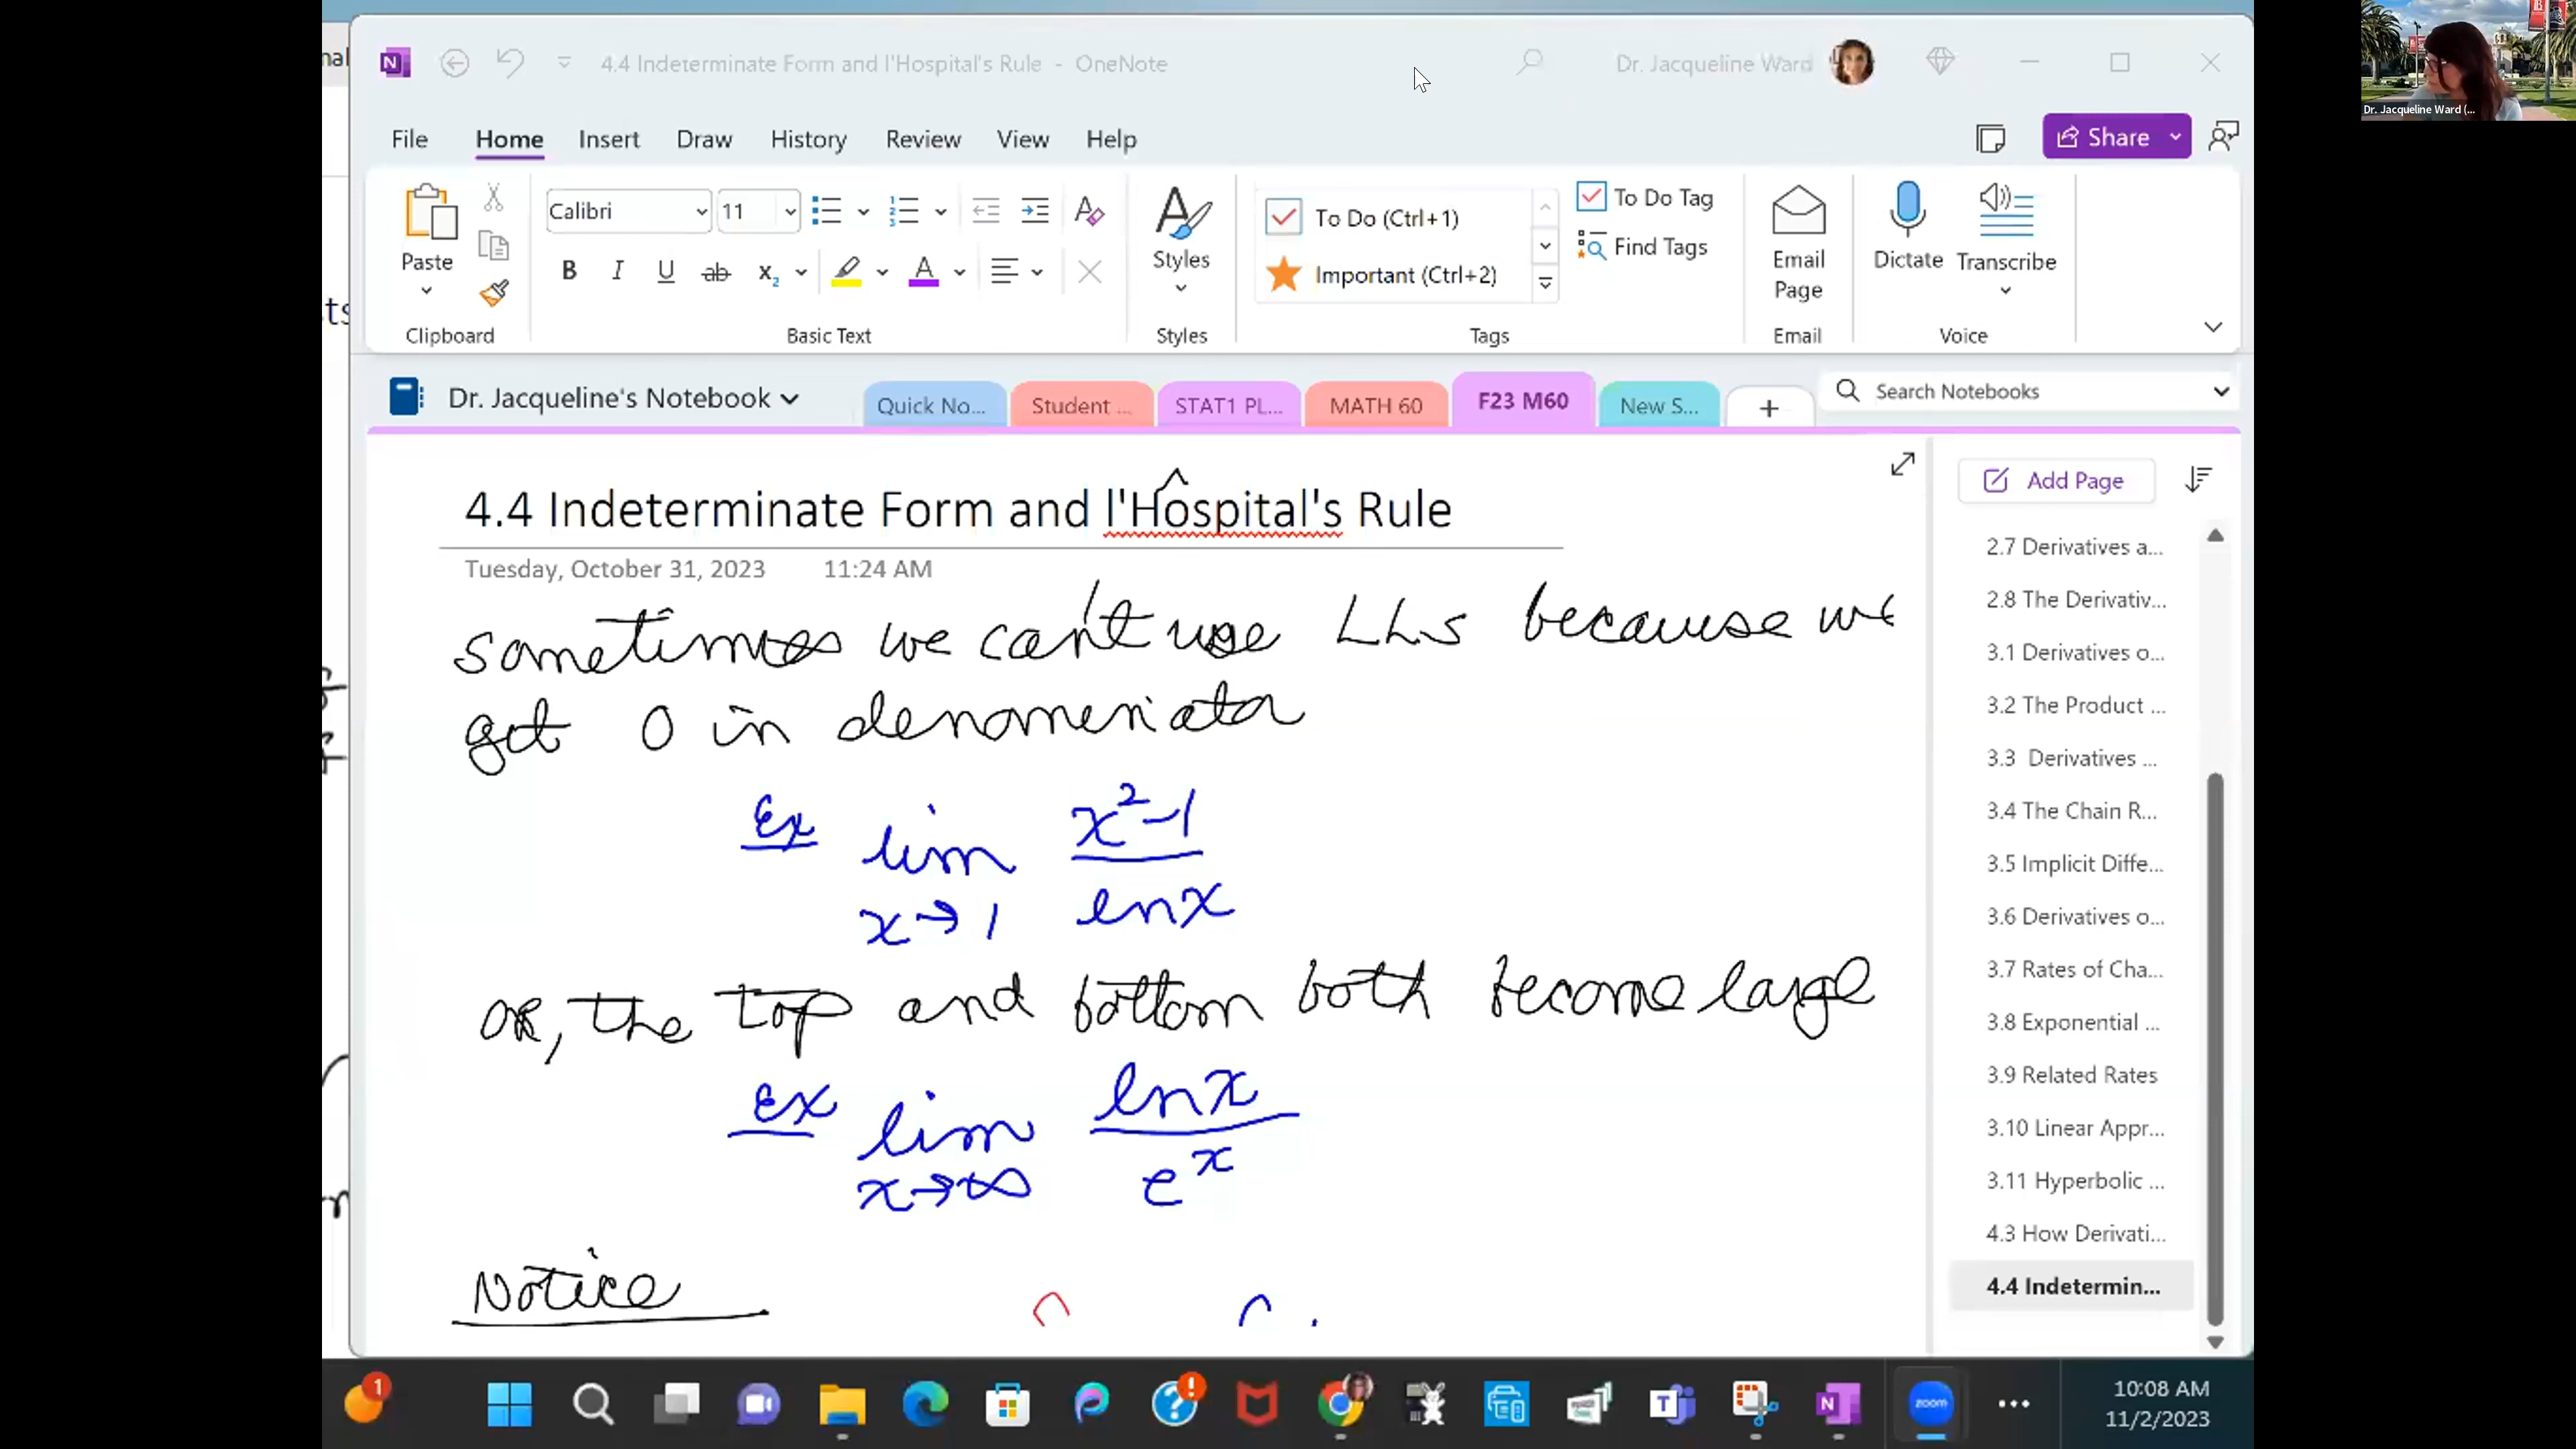 4.4 Indeterminate Form and l'Hospital's Rule - OneNote
Dr. Jacqueline Ward
Dr. Jacqueline Ward (...
File Home Insert Draw History Review View Help
Share
Paste
Calibri 11
B I U ab x₂ A
Styles
To Do (Ctrl+1)
Important (Ctrl+2)
To Do Tag
Find Tags
Email Page
Dictate
Transcribe
Clipboard
Basic Text
Styles
Tags
Email
Voice
Dr. Jacqueline's Notebook
Quick No...
Student ...
STAT1 PL...
MATH 60
F23 M60
New S...
+
Search Notebooks
4.4 Indeterminate Form and l'Hospital's Rule
Tuesday, October 31, 2023 11:24 AM
sometimes we can't use LLs because we
get 0 in denomeniator
Ex lim x²-1
x→1 lnx
or, the top and bottom both become large
Ex lim lnx
x→∞ eˣ
Notice
Add Page
2.7 Derivatives a...
2.8 The Derivativ...
3.1 Derivatives o...
3.2 The Product ...
3.3 Derivatives ...
3.4 The Chain R...
3.5 Implicit Diffe...
3.6 Derivatives o...
3.7 Rates of Cha...
3.8 Exponential ...
3.9 Related Rates
3.10 Linear Appr...
3.11 Hyperbolic ...
4.3 How Derivati...
4.4 Indetermin...
1
zoom
10:08 AM
11/2/2023